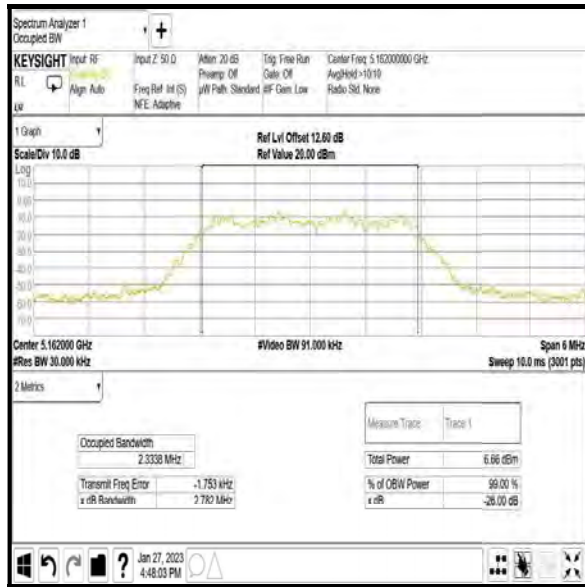 Spectrum Analyzer 1
Occupied BW
+
KEYSIGHT Input: RF
Input Z: 50 Ω
Atten: 20 dB
Trig: Free Run
Center Freq: 5.162000000 GHz
Preamp: Off
Gate: Off
Avg|Hold:>10/10
RL
Align: Auto
Freq Ref: Int (S)
µW Path: Standard
#IF Gain: Low
Radio Std: None
NFE: Adaptive
1 Graph
Scale/Div 10.0 dB
Ref Lvl Offset 12.60 dB
Ref Value 20.00 dBm
Log
10.0
0.00
Center 5.162000 GHz
#Video BW 91.000 kHz
Span 6 MHz
#Res BW 30.000 kHz
Sweep 10.0 ms (3001 pts)
2 Metrics
Measure Trace
Trace 1
Occupied Bandwidth
2.3338 MHz
Total Power
6.66 dBm
Transmit Freq Error
-1.753 kHz
% of OBW Power
99.00 %
x dB Bandwidth
2.782 MHz
x dB
-26.00 dB
?
Jan 27, 2023
4:48:03 PM